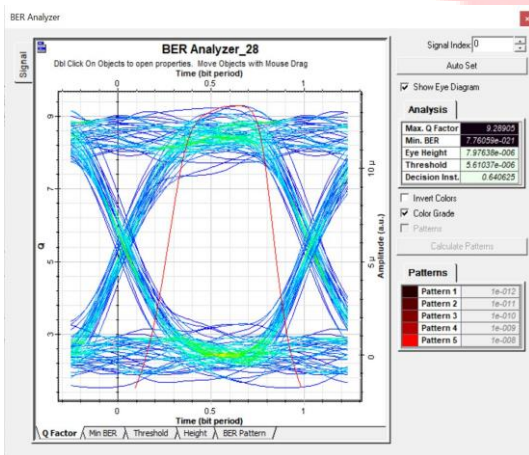 BER Analyzer
Signal
BER Analyzer_28
Dbl Click On Objects to open properties. Move Objects with Mouse Drag
Time (bit period)
0 0.5 1
Q
9
7
5
3
Amplitude (a.u.)
10 µ
5 µ
0
0 0.5 1
Time (bit period)
Q Factor Min BER Threshold Height BER Pattern
Signal Index: 0
Auto Set
Show Eye Diagram
Analysis
Max. Q Factor 9.28905
Min. BER 7.76059e-021
Eye Height 7.97638e-006
Threshold 5.61037e-006
Decision Inst. 0.640625
Invert Colors
Color Grade
Patterns
Calculate Patterns
Patterns
Pattern 1 1e-012
Pattern 2 1e-011
Pattern 3 1e-010
Pattern 4 1e-009
Pattern 5 1e-008